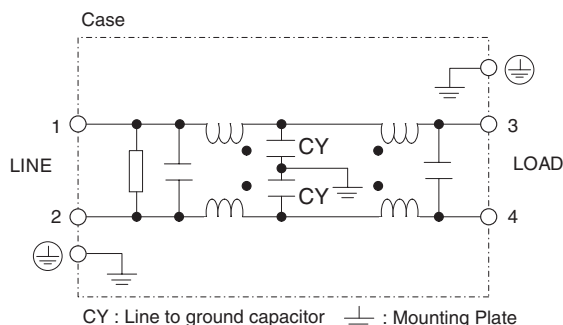 Case
1
3
CY
LINE
LOAD
CY
2
4
CY : Line to ground capacitor : Mounting Plate